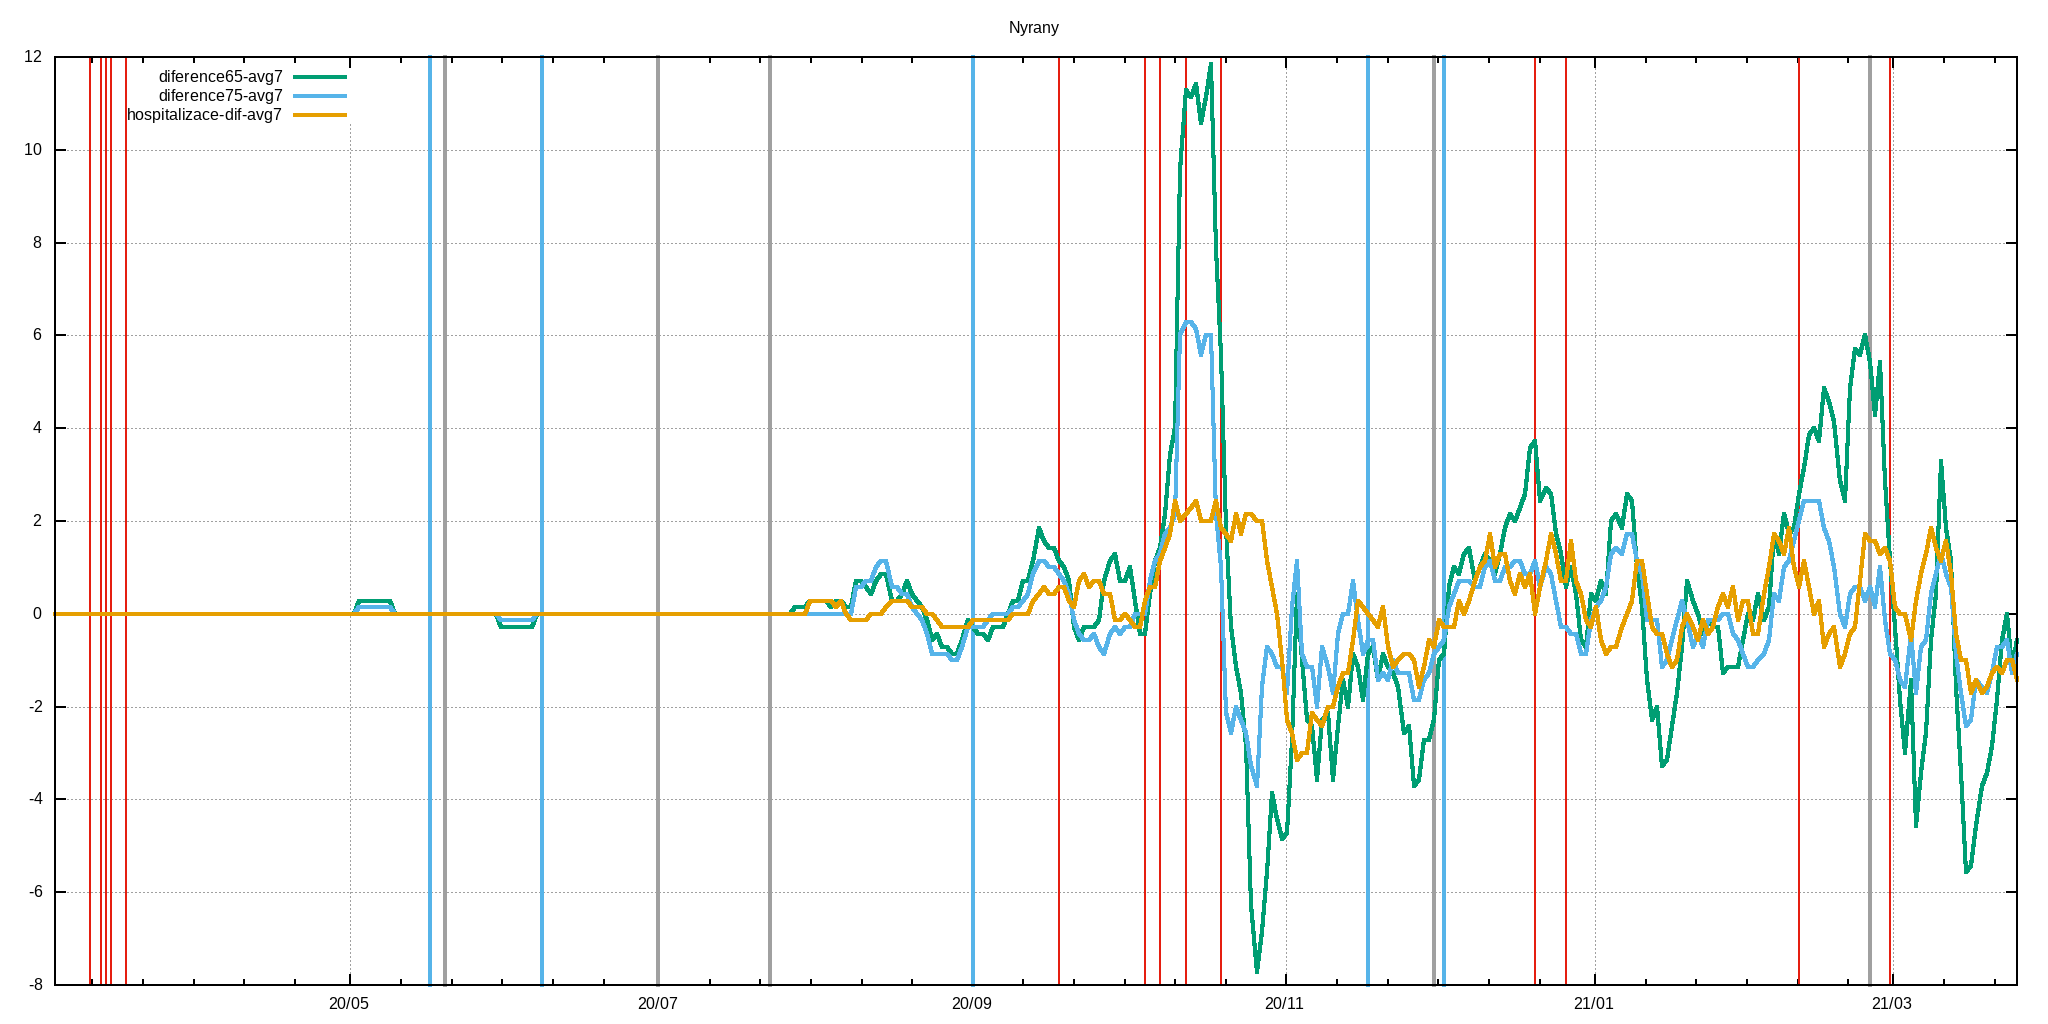 Nyrany
diference65-avg7
diference75-avg7
hospitalizace-dif-avg7
12
10
8
6
4
2
0
-2
-4
-6
-8
20/05 20/07 20/09 20/11 21/01 21/03